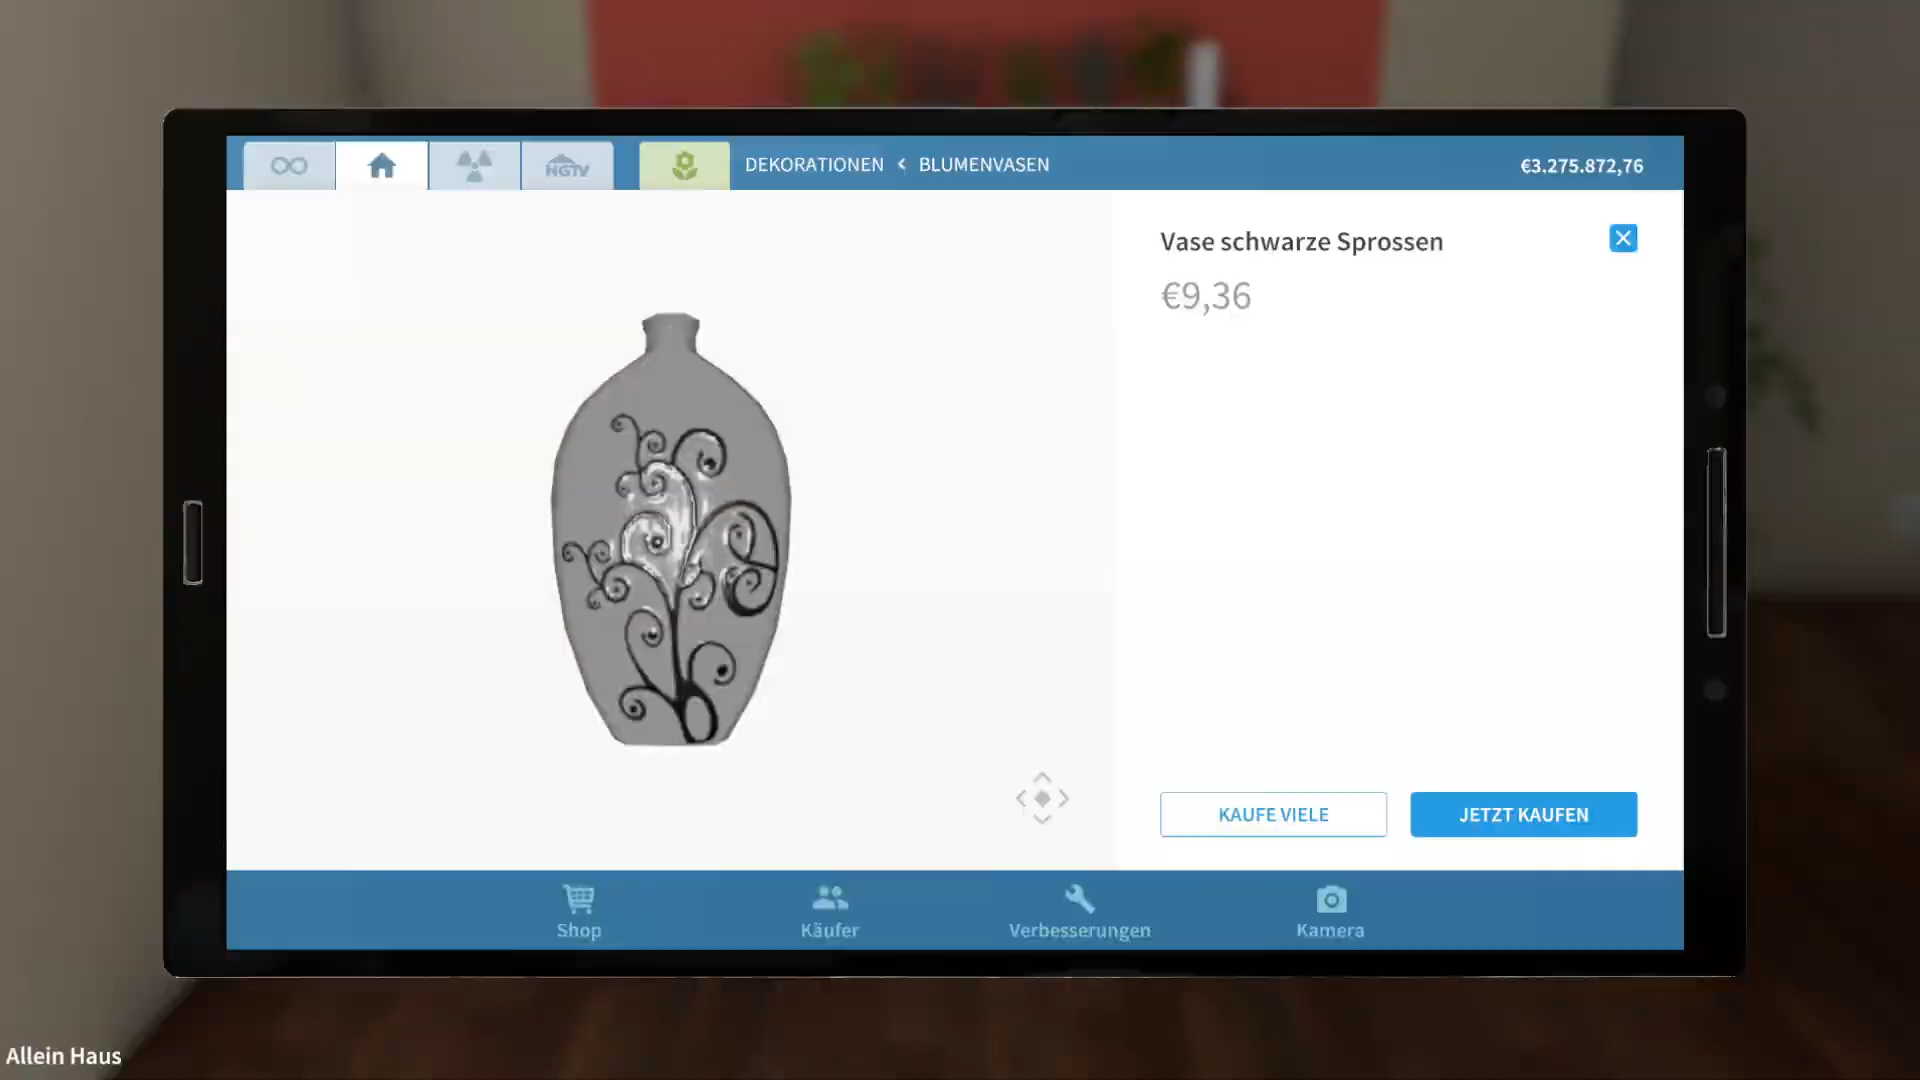 HGTV
DEKORATIONEN < BLUMENVASEN
€3.275.872,76
Vase schwarze Sprossen
€9,36
KAUFE VIELE
JETZT KAUFEN
Shop
Käufer
Verbesserungen
Kamera
Allein Haus